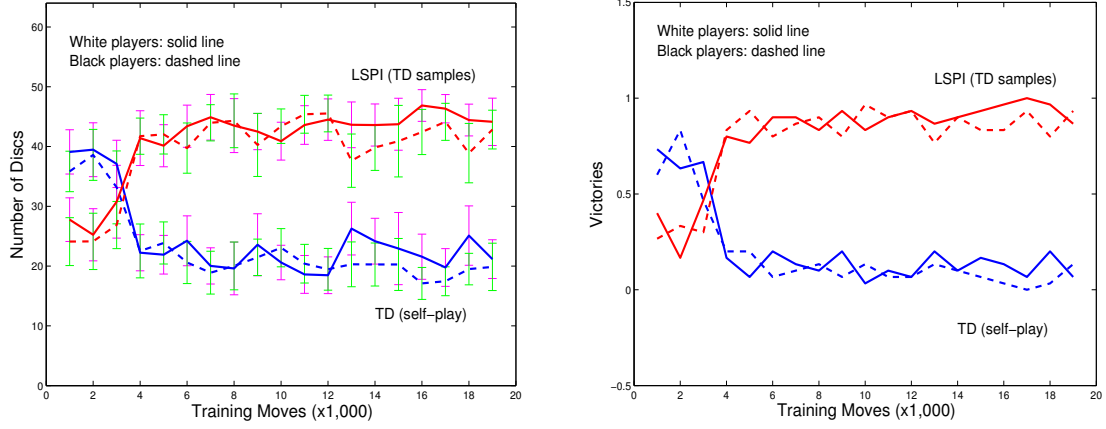 60
50
40
30
20
10
0
0 2 4 6 8 10 12 14 16 18 20
Number of Discs
Training Moves (x1,000)
White players: solid line
Black players: dashed line
LSPI (TD samples)
TD (self−play)
1.5
1
0.5
0
−0.5
0 2 4 6 8 10 12 14 16 18 20
Victories
Training Moves (x1,000)
White players: solid line
Black players: dashed line
LSPI (TD samples)
TD (self−play)